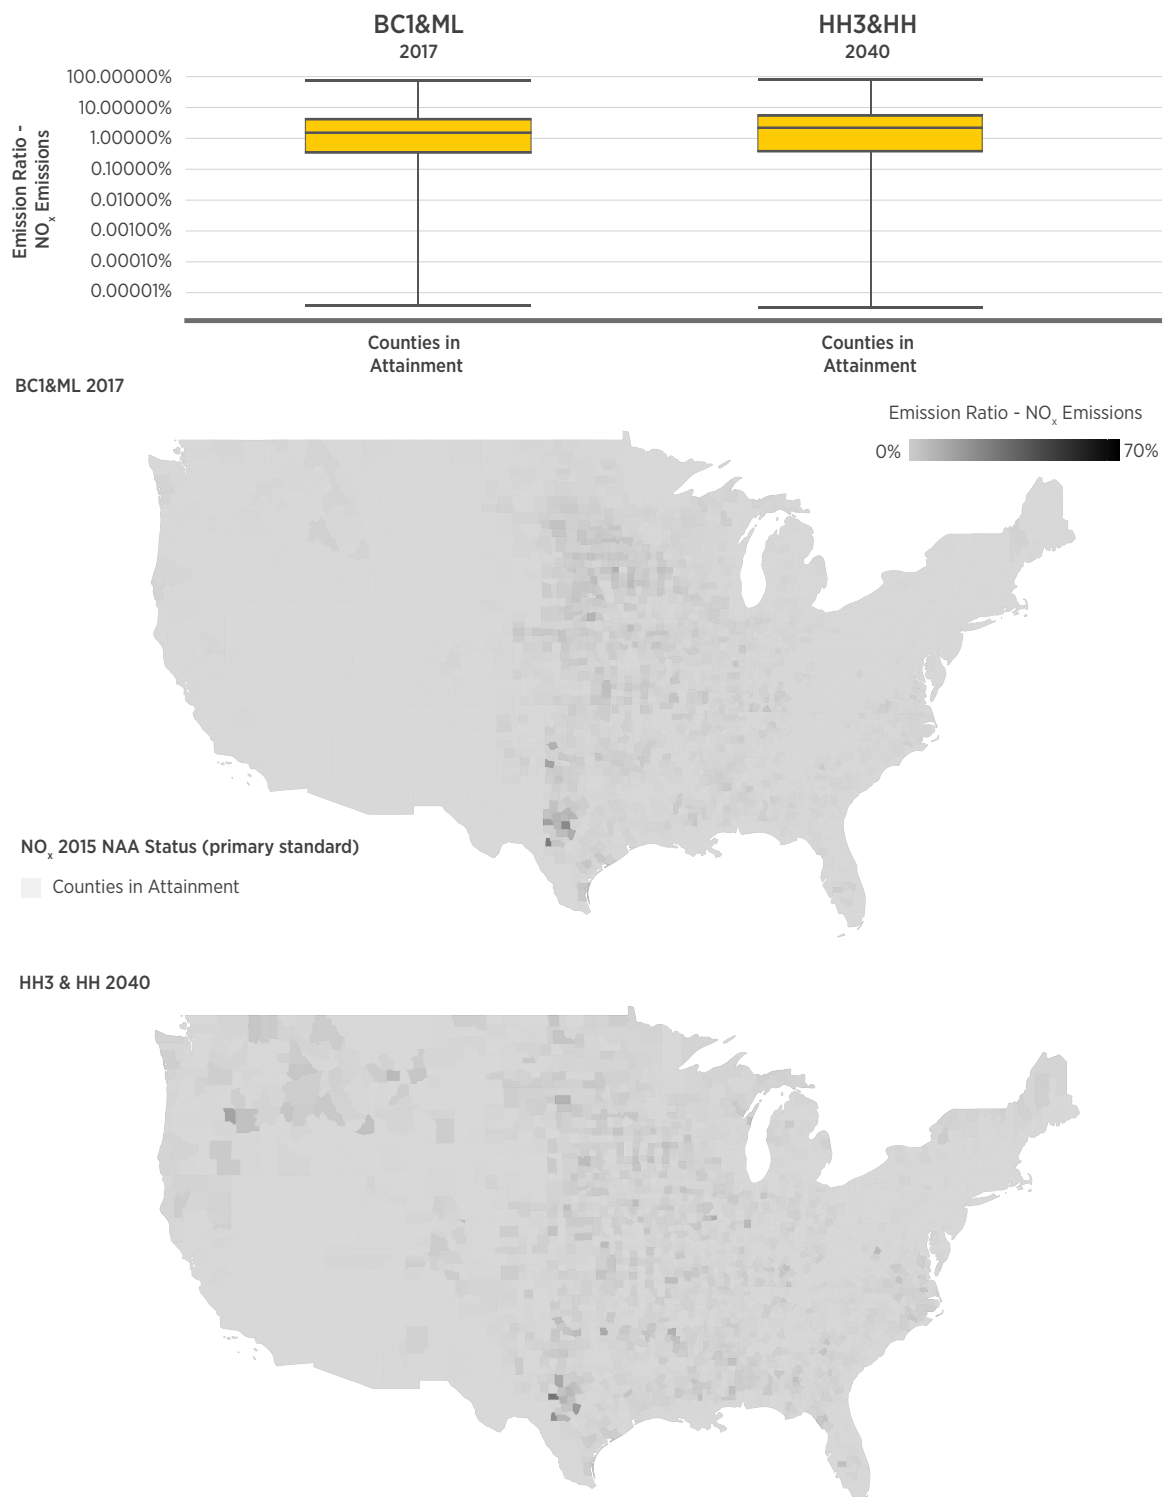 BC1&ML
2017
HH3&HH
2040
Emission Ratio -
NOx Emissions
100.00000%
10.00000%
1.00000%
0.10000%
0.01000%
0.00100%
0.00010%
0.00001%
Counties in
Attainment
Counties in
Attainment
BC1&ML 2017
Emission Ratio - NOx Emissions
0%
70%
NOx 2015 NAA Status (primary standard)
Counties in Attainment
HH3 & HH 2040